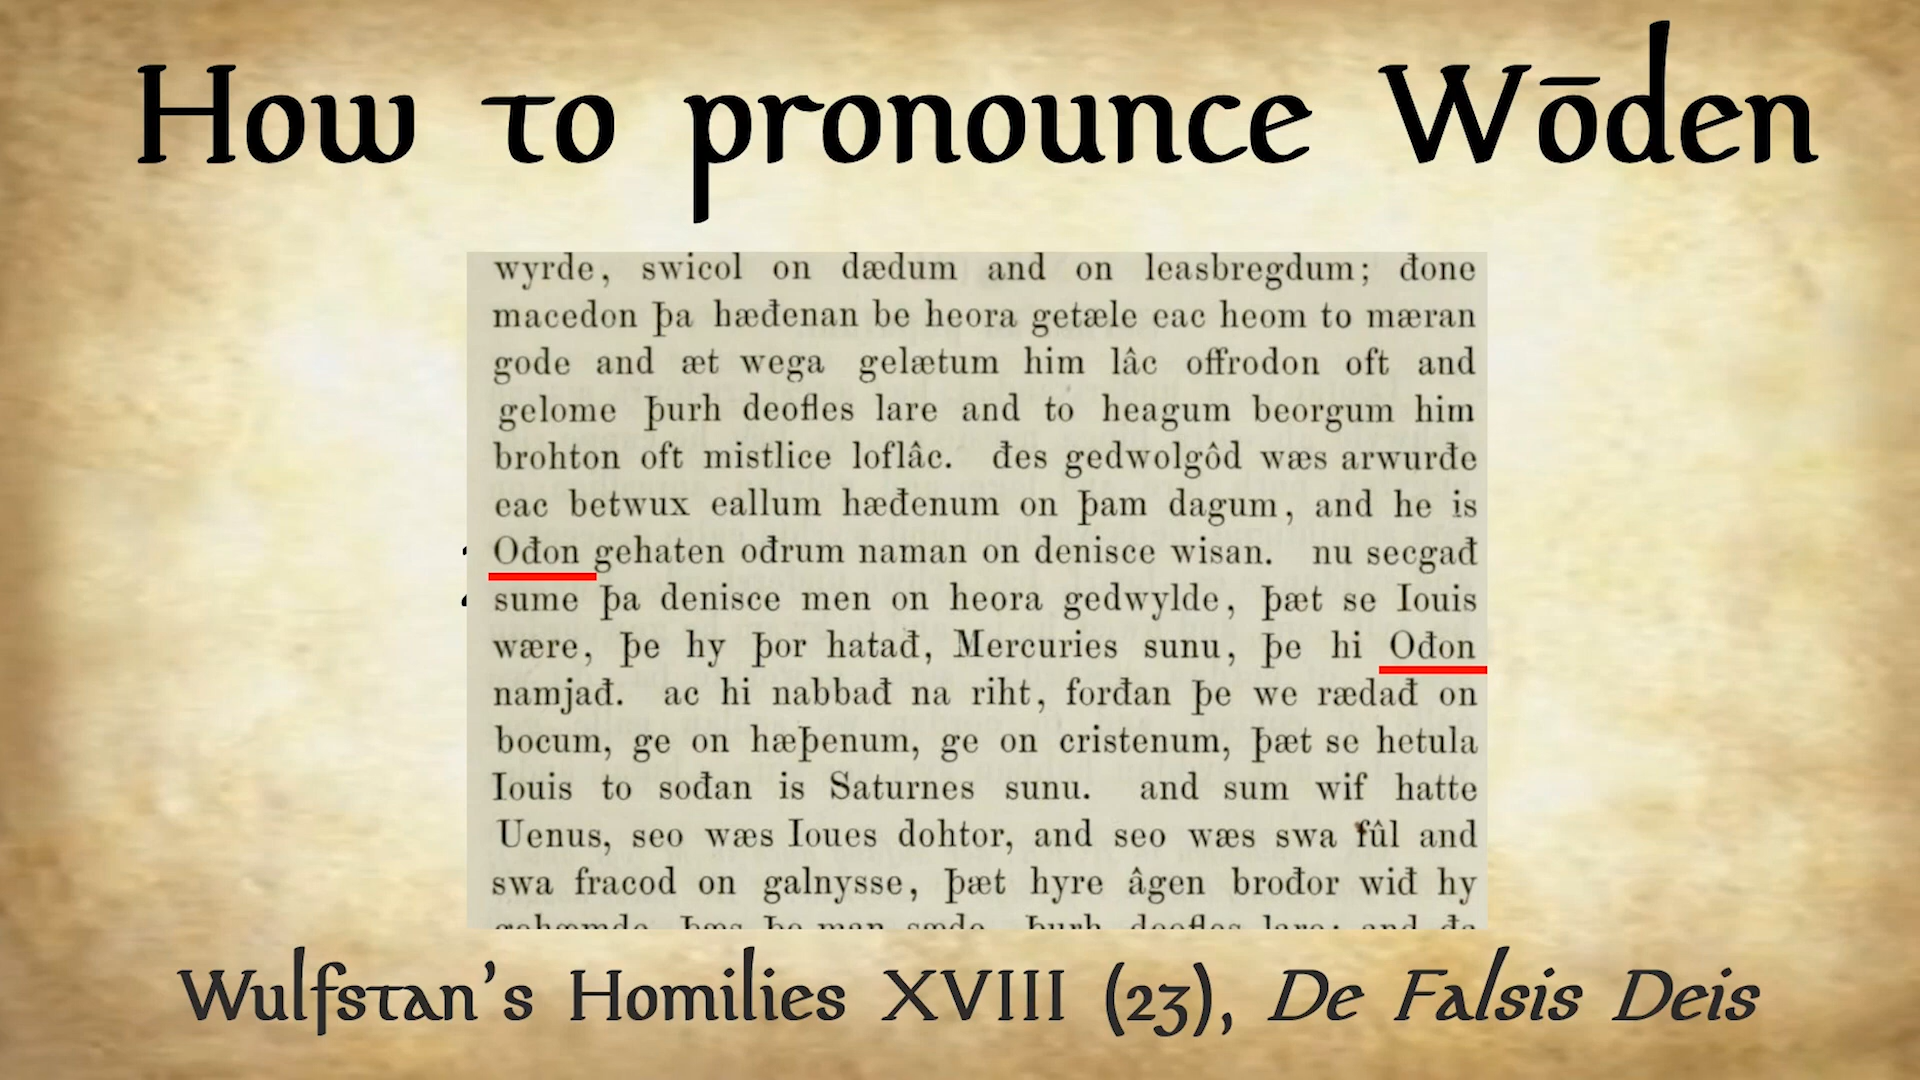 How to pronounce Wōden
wyrde, swicol on dædum and on leasbregdum; đone
macedon þa hæđenan be heora getæle eac heom to mæran
gode and æt wega gelætum him lâc offrodon oft and
gelome þurh deofles lare and to heagum beorgum him
brohton oft mistlice loflâc. đes gedwolgôd wæs arwurđe
eac betwux eallum hæđenum on þam dagum, and he is
Ođon gehaten ođrum naman on denisce wisan. nu secgađ
sume þa denisce men on heora gedwylde, þæt se Iouis
wære, þe hy þor hatađ, Mercuries sunu, þe hi Ođon
namjađ. ac hi nabbađ na riht, forđan þe we rædađ on
bocum, ge on hæþenum, ge on cristenum, þæt se hetula
Iouis to sođan is Saturnes sunu. and sum wif hatte
Uenus, seo wæs Ioues dohtor, and seo wæs swa fûl and
swa fracod on galnysse, þæt hyre âgen brođor wiđ hy
Wulfstan's Homilies XVIII (23), De Falsis Deis